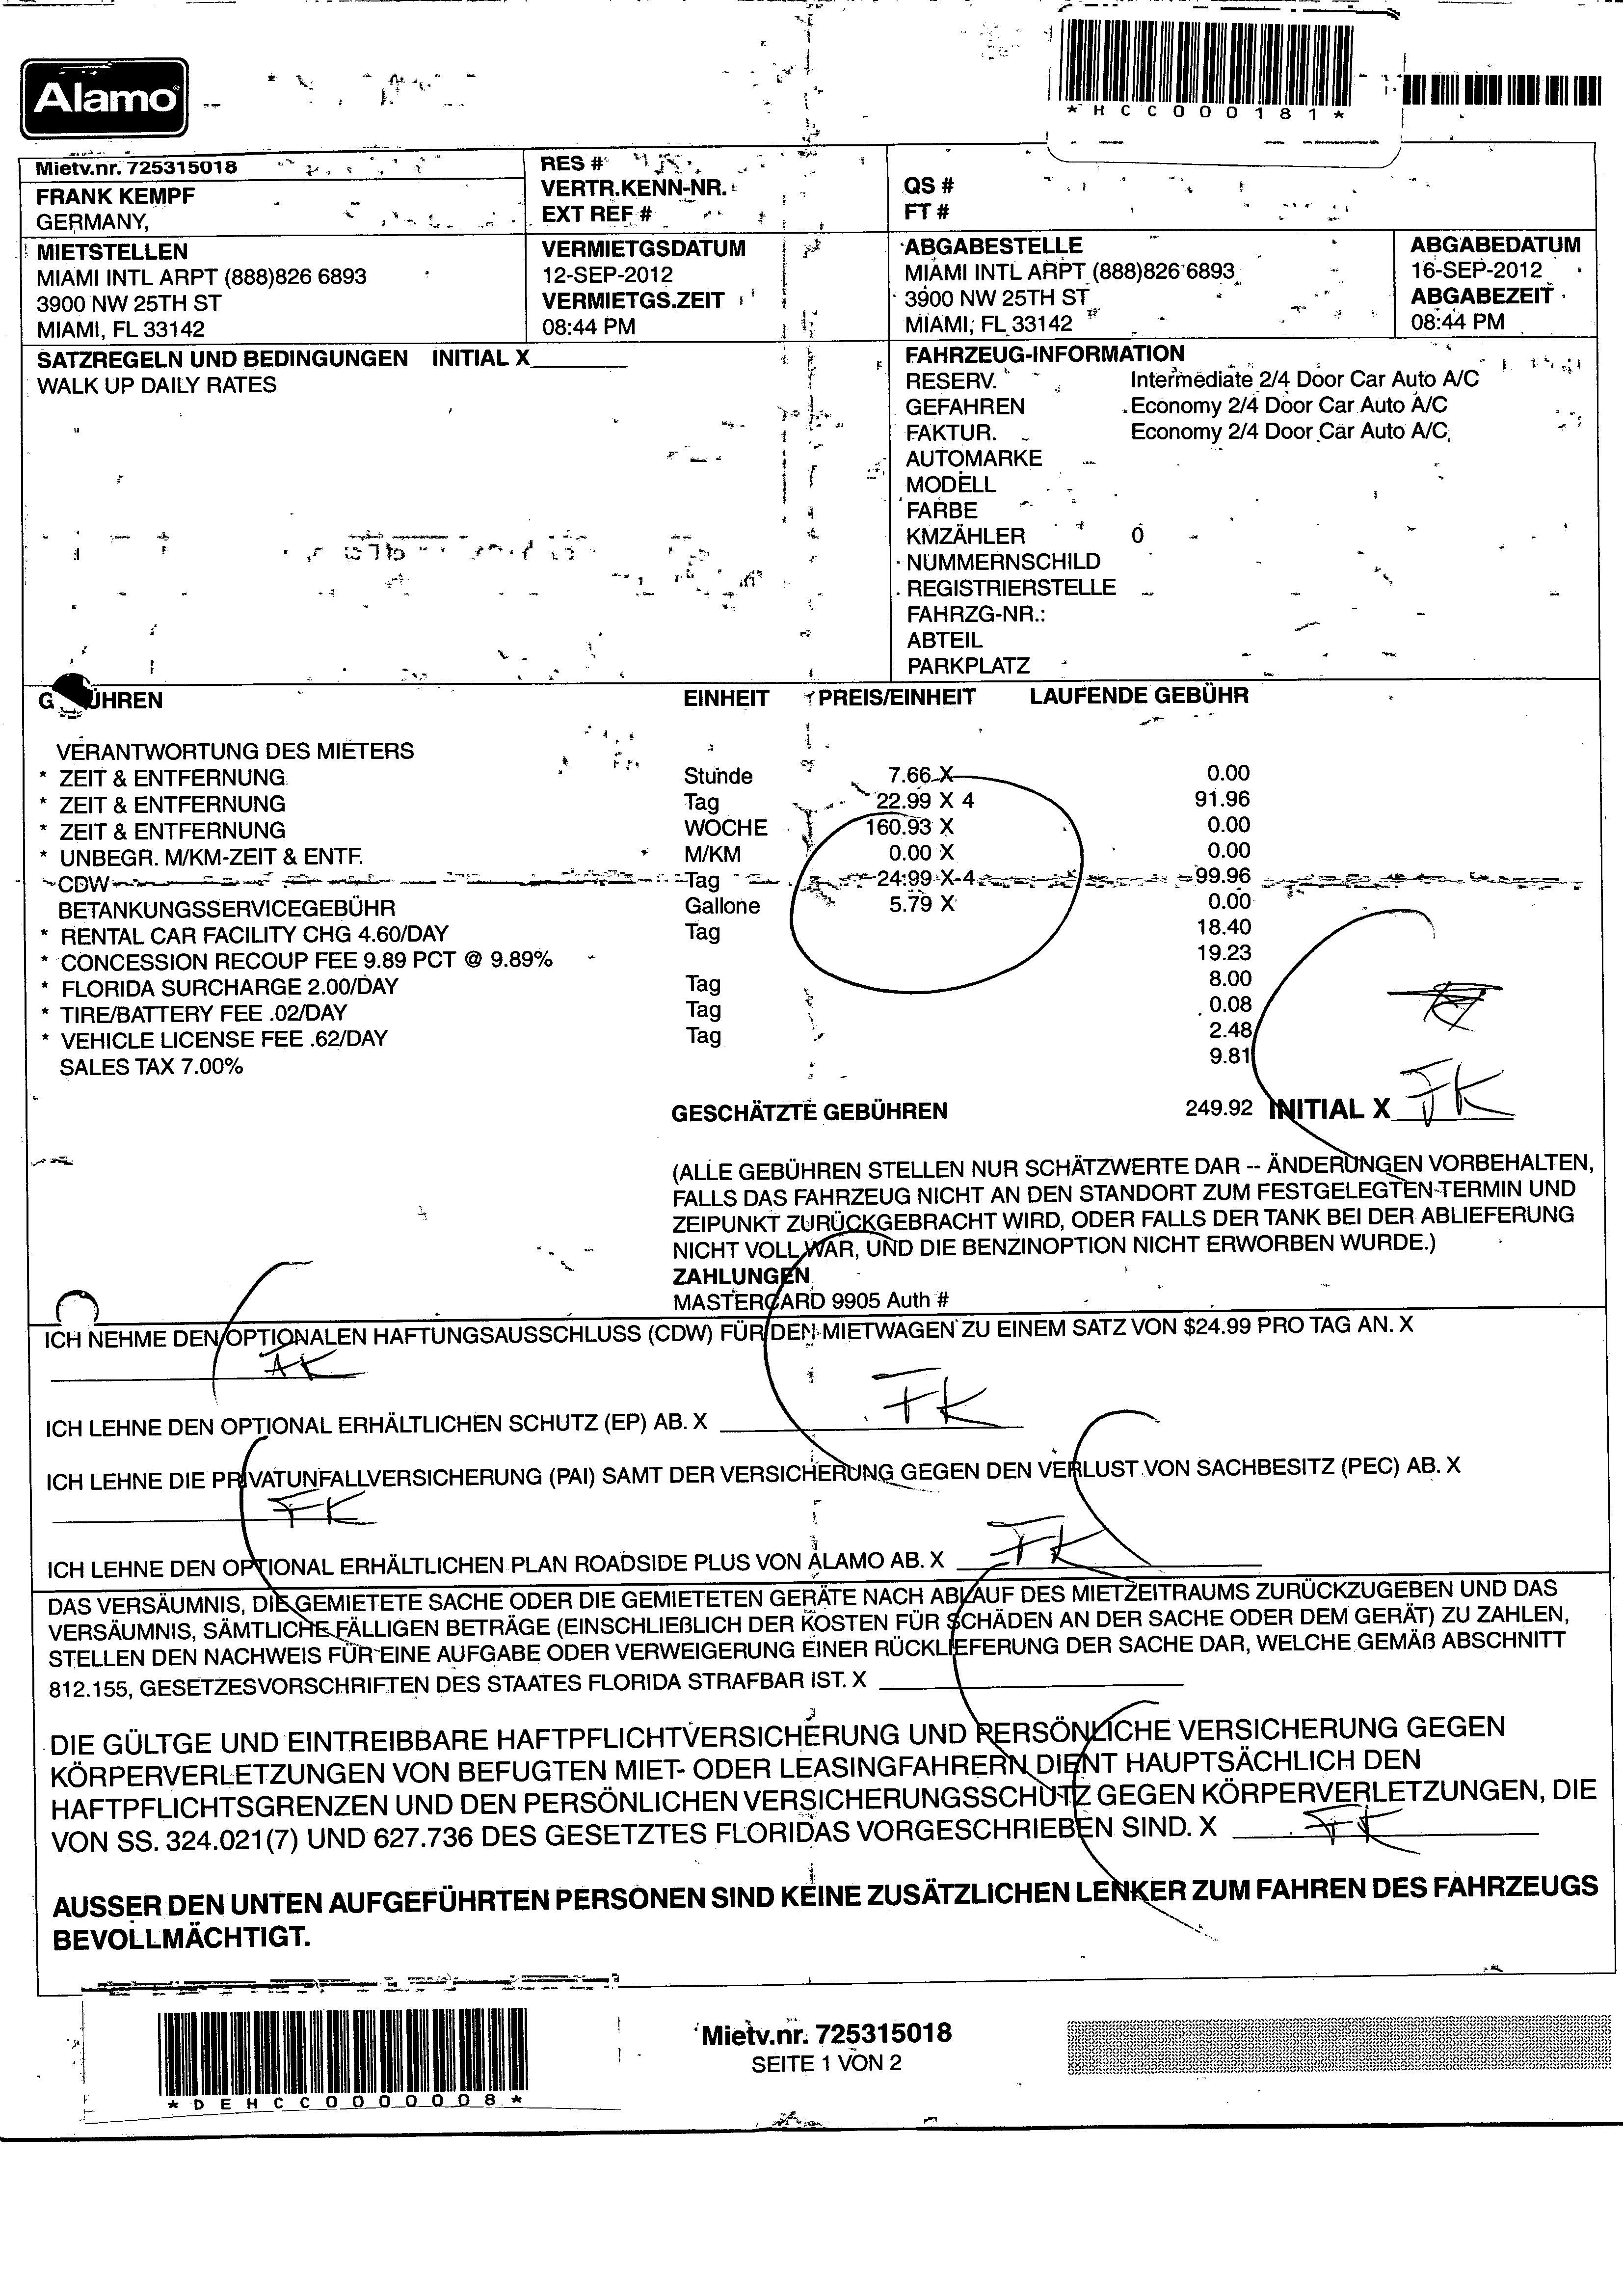 Alamo
* H C C 0 0 0 1 8 1 *
Mietv.nr. 725315018
FRANK KEMPF
GERMANY,
RES #
VERTR.KENN-NR.
EXT REF #
QS #
FT #
MIETSTELLEN
MIAMI INTL ARPT (888)826 6893
3900 NW 25TH ST
MIAMI, FL 33142
VERMIETGSDATUM
12-SEP-2012
VERMIETGS.ZEIT
08:44 PM
ABGABESTELLE
MIAMI INTL ARPT (888)826 6893
3900 NW 25TH ST
MIAMI, FL 33142
ABGABEDATUM
16-SEP-2012
ABGABEZEIT
08:44 PM
SATZREGELN UND BEDINGUNGEN INITIAL X
WALK UP DAILY RATES
FAHRZEUG-INFORMATION
RESERV. Intermediate 2/4 Door Car Auto A/C
GEFAHREN Economy 2/4 Door Car Auto A/C
FAKTUR. Economy 2/4 Door Car Auto A/C
AUTOMARKE
MODELL
FARBE
KMZÄHLER 0
NUMMERNSCHILD
REGISTRIERSTELLE
FAHRZG-NR.:
ABTEIL
PARKPLATZ
EINHEIT PREIS/EINHEIT LAUFENDE GEBÜHR
VERANTWORTUNG DES MIETERS
* ZEIT & ENTFERNUNG Stunde 7.66 X 0.00
* ZEIT & ENTFERNUNG Tag 22.99 X 4 91.96
* ZEIT & ENTFERNUNG WOCHE 160.93 X 0.00
* UNBEGR. M/KM-ZEIT & ENTF. M/KM 0.00 X 0.00
CDW Tag 24.99 X 4 99.96
BETANKUNGSSERVICEGEBÜHR Gallone 5.79 X 0.00
* RENTAL CAR FACILITY CHG 4.60/DAY Tag 18.40
* CONCESSION RECOUP FEE 9.89 PCT @ 9.89% 19.23
* FLORIDA SURCHARGE 2.00/DAY Tag 8.00
* TIRE/BATTERY FEE .02/DAY Tag 0.08
* VEHICLE LICENSE FEE .62/DAY Tag 2.48
SALES TAX 7.00% 9.81
GESCHÄTZTE GEBÜHREN 249.92 INITIAL X FK
(ALLE GEBÜHREN STELLEN NUR SCHÄTZWERTE DAR -- ÄNDERUNGEN VORBEHALTEN,
FALLS DAS FAHRZEUG NICHT AN DEN STANDORT ZUM FESTGELEGTEN TERMIN UND
ZEIPUNKT ZURÜCKGEBRACHT WIRD, ODER FALLS DER TANK BEI DER ABLIEFERUNG
NICHT VOLL WAR, UND DIE BENZINOPTION NICHT ERWORBEN WURDE.)
ZAHLUNGEN
MASTERCARD 9905 Auth #
ICH NEHME DEN OPTIONALEN HAFTUNGSAUSSCHLUSS (CDW) FÜR DEN MIETWAGEN ZU EINEM SATZ VON $24.99 PRO TAG AN. X
FK
ICH LEHNE DEN OPTIONAL ERHÄLTLICHEN SCHUTZ (EP) AB. X FK
ICH LEHNE DIE PRIVATUNFALLVERSICHERUNG (PAI) SAMT DER VERSICHERUNG GEGEN DEN VERLUST VON SACHBESITZ (PEC) AB. X
FK
ICH LEHNE DEN OPTIONAL ERHÄLTLICHEN PLAN ROADSIDE PLUS VON ALAMO AB. X FK
DAS VERSÄUMNIS, DIE GEMIETETE SACHE ODER DIE GEMIETETEN GERÄTE NACH ABLAUF DES MIETZEITRAUMS ZURÜCKZUGEBEN UND DAS
VERSÄUMNIS, SÄMTLICHE FÄLLIGEN BETRÄGE (EINSCHLIEßLICH DER KOSTEN FÜR SCHÄDEN AN DER SACHE ODER DEM GERÄT) ZU ZAHLEN,
STELLEN DEN NACHWEIS FÜR EINE AUFGABE ODER VERWEIGERUNG EINER RÜCKLIEFERUNG DER SACHE DAR, WELCHE GEMÄß ABSCHNITT
812.155, GESETZESVORSCHRIFTEN DES STAATES FLORIDA STRAFBAR IST. X
DIE GÜLTGE UND EINTREIBBARE HAFTPFLICHTVERSICHERUNG UND PERSÖNLICHE VERSICHERUNG GEGEN
KÖRPERVERLETZUNGEN VON BEFUGTEN MIET- ODER LEASINGFAHRERN DIENT HAUPTSÄCHLICH DEN
HAFTPFLICHTSGRENZEN UND DEN PERSÖNLICHEN VERSICHERUNGSSCHUTZ GEGEN KÖRPERVERLETZUNGEN, DIE
VON SS. 324.021(7) UND 627.736 DES GESETZTES FLORIDAS VORGESCHRIEBEN SIND. X FK
AUSSER DEN UNTEN AUFGEFÜHRTEN PERSONEN SIND KEINE ZUSÄTZLICHEN LENKER ZUM FAHREN DES FAHRZEUGS
BEVOLLMÄCHTIGT.
* D E H C C 0 0 0 0 0 0 8 *
Mietv.nr. 725315018
SEITE 1 VON 2